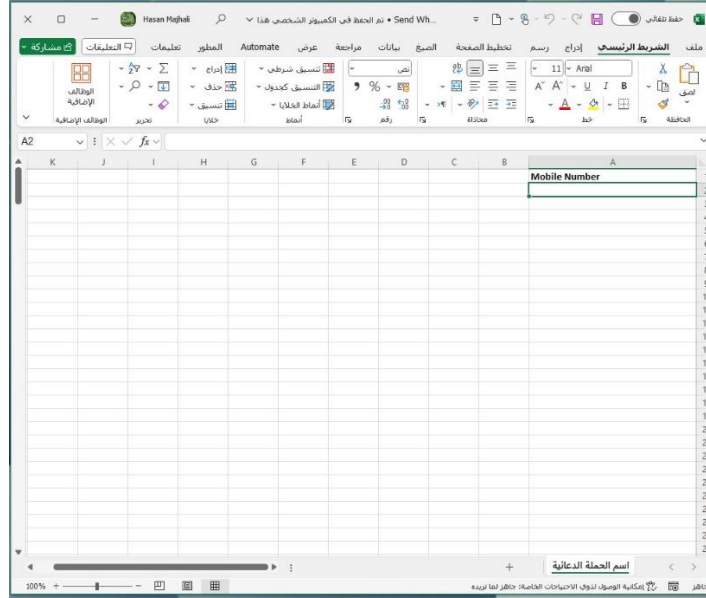 حفظ تلقائي Send Wh... • تم الحفظ في الكمبيوتر الشخصي هذا Hasan Majhali
ملف الشريط الرئيسي إدراج رسم تخطيط الصفحة الصيغ بيانات مراجعة عرض Automate المطور تعليمات التعليقات مشاركة
لصق Aral 11 نص تنسيق شرطي إدراج
B I U % التنسيق كجدول حذف الوظائف الإضافية
A أنماط الخلايا تنسيق
الحافظة خط محاذاة رقم أنماط خلايا تحرير الوظائف الإضافية
A2 fx
A B C D E F G H I J K
Mobile Number
اسم الحملة الدعائية
جاهز إمكانية الوصول لذوي الاحتياجات الخاصة: جاهز لما تريده 100%